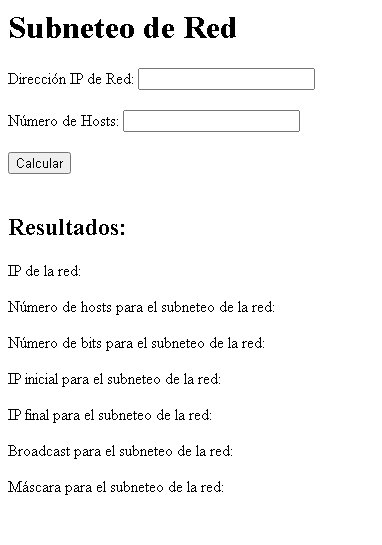 Subneteo de Red
Dirección IP de Red:
Número de Hosts:
Calcular
Resultados:
IP de la red:
Número de hosts para el subneteo de la red:
Número de bits para el subneteo de la red:
IP inicial para el subneteo de la red:
IP final para el subneteo de la red:
Broadcast para el subneteo de la red:
Máscara para el subneteo de la red: